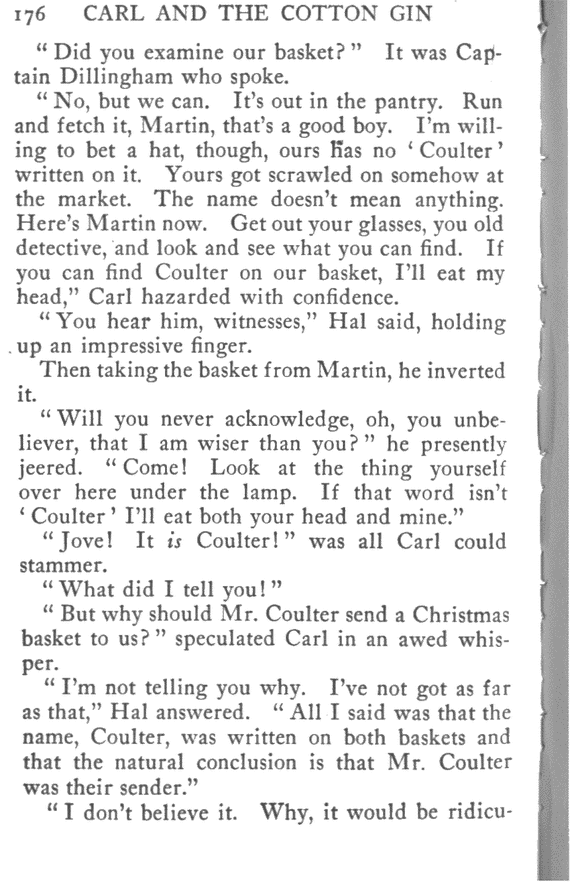 176 CARL AND THE COTTON GIN
“ Did you examine our basket? ” It was Cap-
tain Dillingham who spoke.
“ No, but we can. It’s out in the pantry. Run
and fetch it, Martin, that’s a good boy. I’m will-
ing to bet a hat, though, ours has no ‘ Coulter ’
written on it. Yours got scrawled on somehow at
the market. The name doesn’t mean anything.
Here’s Martin now. Get out your glasses, you old
detective, and look and see what you can find. If
you can find Coulter on our basket, I’ll eat my
head,” Carl hazarded with confidence.
“ You hear him, witnesses,” Hal said, holding
up an impressive finger.
Then taking the basket from Martin, he inverted
it.
“ Will you never acknowledge, oh, you unbe-
liever, that I am wiser than you? ” he presently
jeered. “ Come! Look at the thing yourself
over here under the lamp. If that word isn’t
‘ Coulter ’ I’ll eat both your head and mine.”
“ Jove! It is Coulter! ” was all Carl could
stammer.
“ What did I tell you! ”
“ But why should Mr. Coulter send a Christmas
basket to us? ” speculated Carl in an awed whis-
per.
“ I’m not telling you why. I’ve not got as far
as that,” Hal answered. “ All I said was that the
name, Coulter, was written on both baskets and
that the natural conclusion is that Mr. Coulter
was their sender.”
“ I don’t believe it. Why, it would be ridicu-